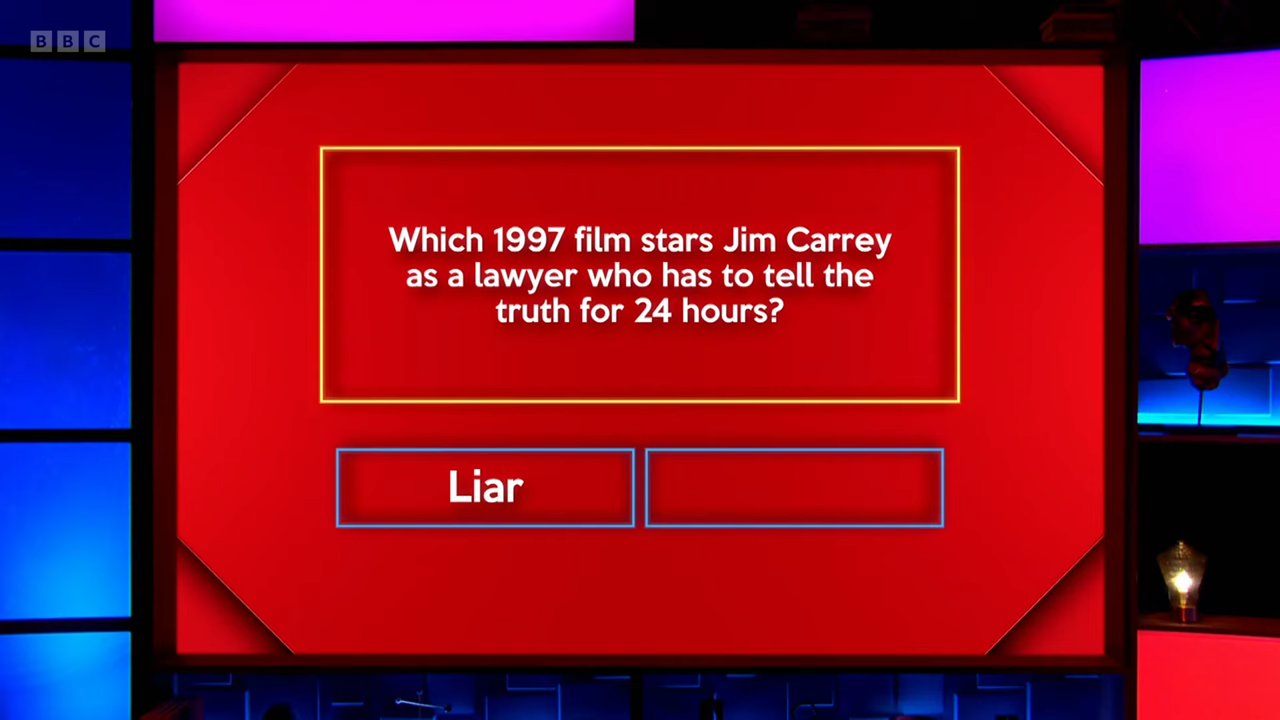 BBC
Which 1997 film stars Jim Carrey
as a lawyer who has to tell the
truth for 24 hours?
Liar